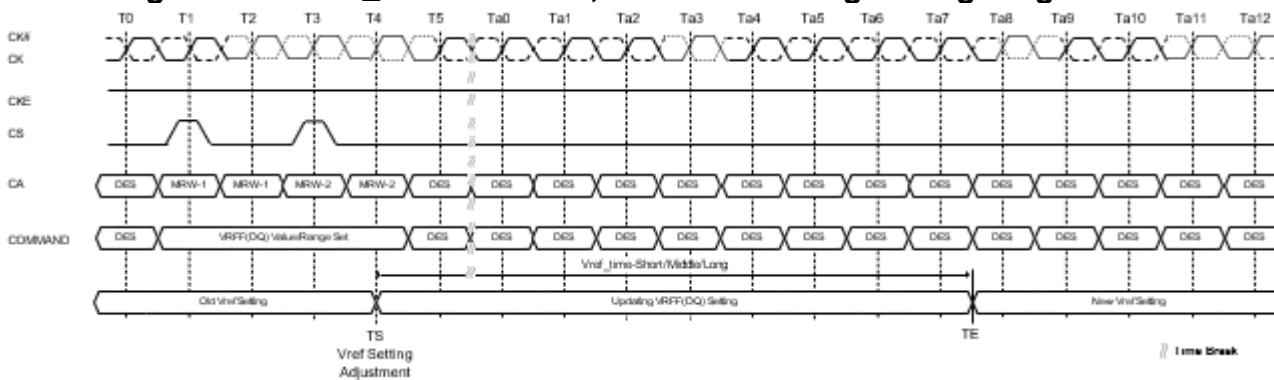 T0 T1 T2 T3 T4 T5 Ta0 Ta1 Ta2 Ta3 Ta4 Ta5 Ta6 Ta7 Ta8 Ta9 Ta10 Ta11 Ta12
CK#
CK
CKE
CS
CA DES MRW-1 MRW-1 MRW-2 MRW-2 DES DES DES DES DES DES DES DES DES DES DES DES DES DES
COMMAND DES VRFF(DQ) Value/Range Set DES DES DES DES DES DES DES DES DES DES DES DES DES DES
Vref_time-Short/Middle/Long
Old Vref Setting Updating VRFF(DQ) Setting New Vref Setting
TS TE
Vref Setting
Adjustment
Time Break